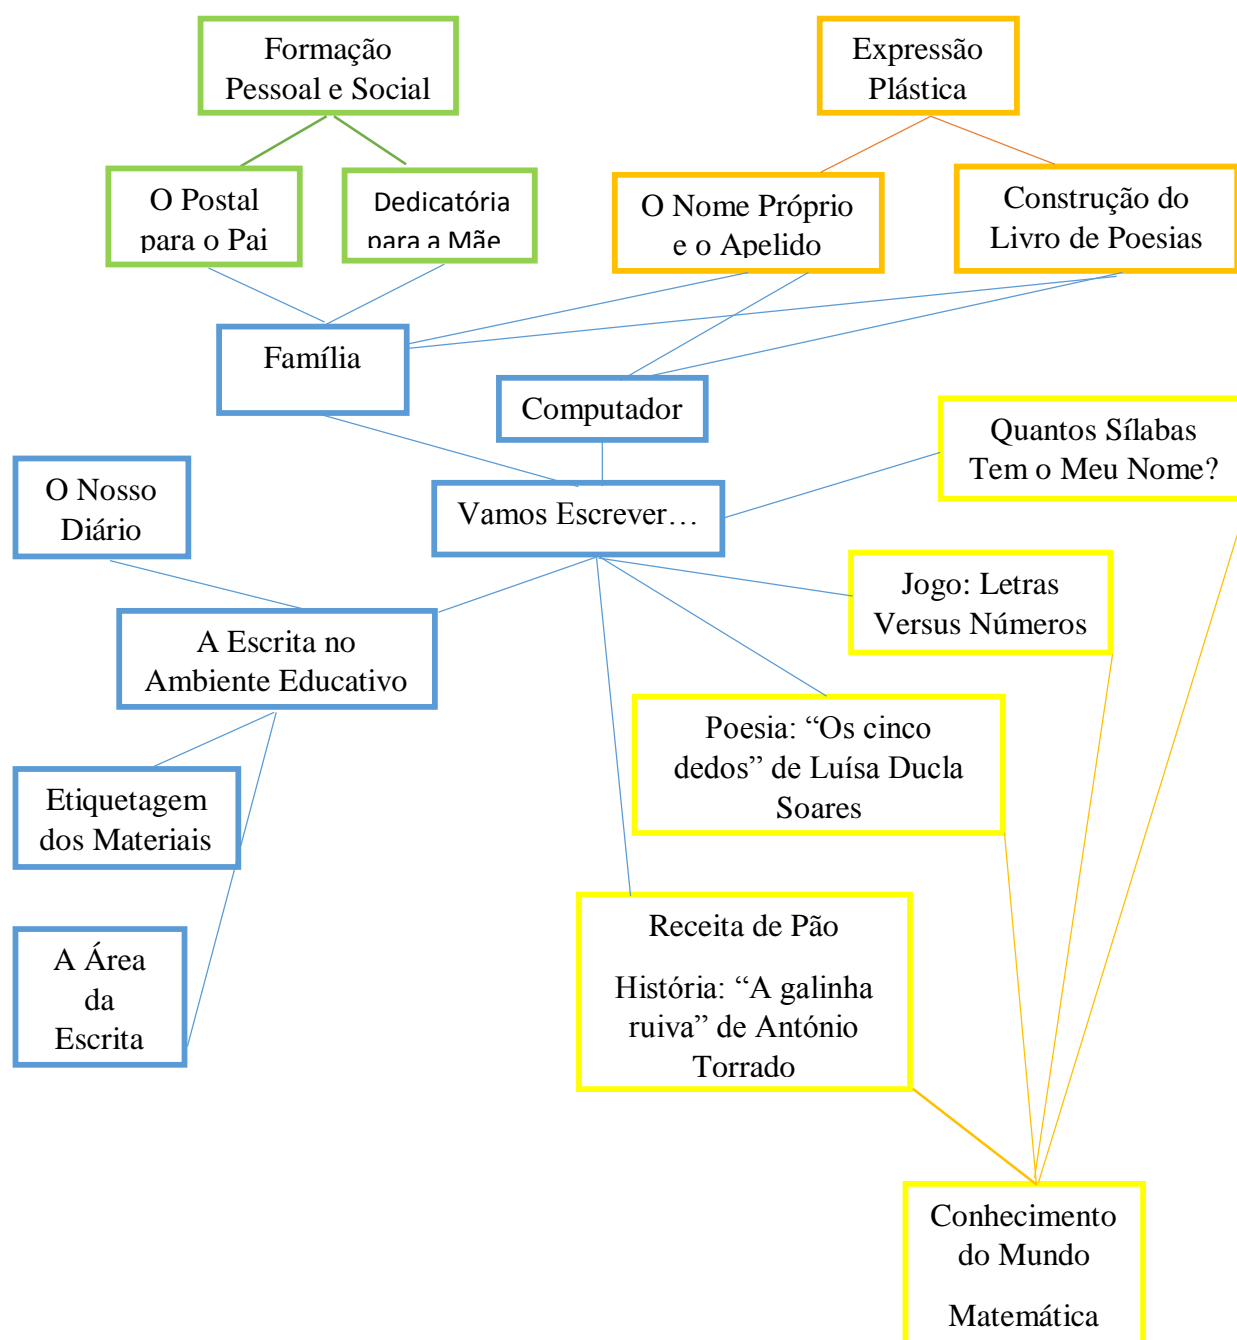 Formação
Pessoal e Social
Expressão
Plástica
O Postal
para o Pai
Dedicatória
para a Mãe
O Nome Próprio
e o Apelido
Construção do
Livro de Poesias
Família
Computador
Quantos Sílabas
Tem o Meu Nome?
O Nosso
Diário
Vamos Escrever…
Jogo: Letras
Versus Números
A Escrita no
Ambiente Educativo
Poesia: “Os cinco
dedos” de Luísa Ducla
Soares
Etiquetagem
dos Materiais
Receita de Pão
História: “A galinha
ruiva” de António
Torrado
A Área
da
Escrita
Conhecimento
do Mundo
Matemática